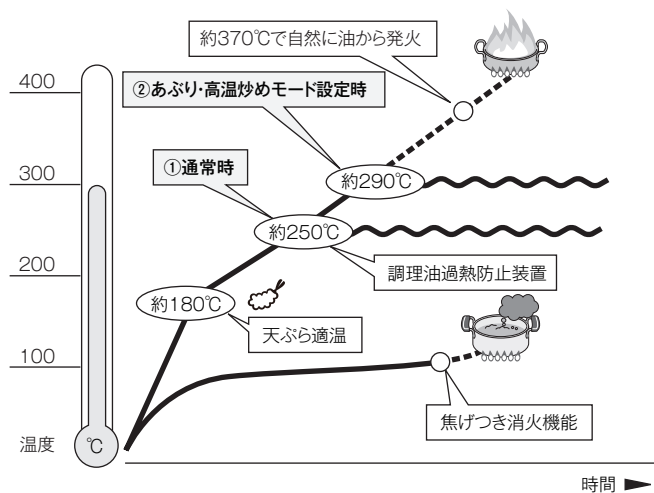 約370℃で自然に油から発火
400
②あぶり・高温炒めモード設定時
①通常時
約290℃
300
約250℃
調理油過熱防止装置
200
約180℃
天ぷら適温
100
焦げつき消火機能
温度
℃
時間